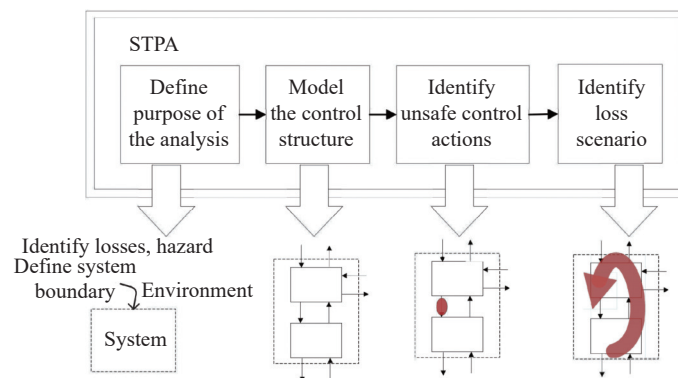 STPA
Define
purpose of
the analysis
Model
the control
structure
Identify
unsafe control
actions
Identify
loss
scenario
Identify losses, hazard
Define system
boundary
Environment
System